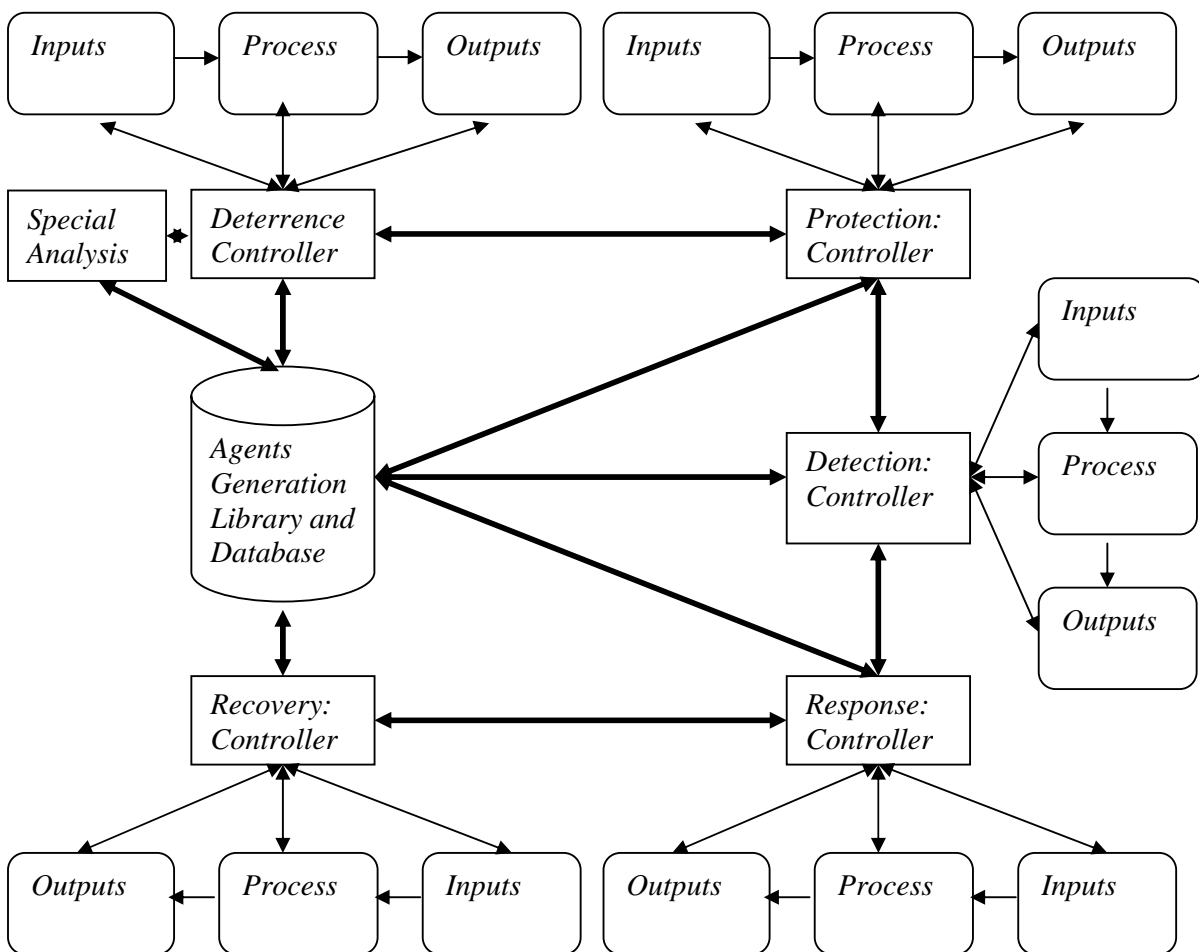 Inputs
Process
Outputs
Inputs
Process
Outputs
Special
Analysis
Deterrence
Controller
Protection:
Controller
Inputs
Agents
Generation
Library and
Database
Detection:
Controller
Process
Outputs
Recovery:
Controller
Response:
Controller
Outputs
Process
Inputs
Outputs
Process
Inputs